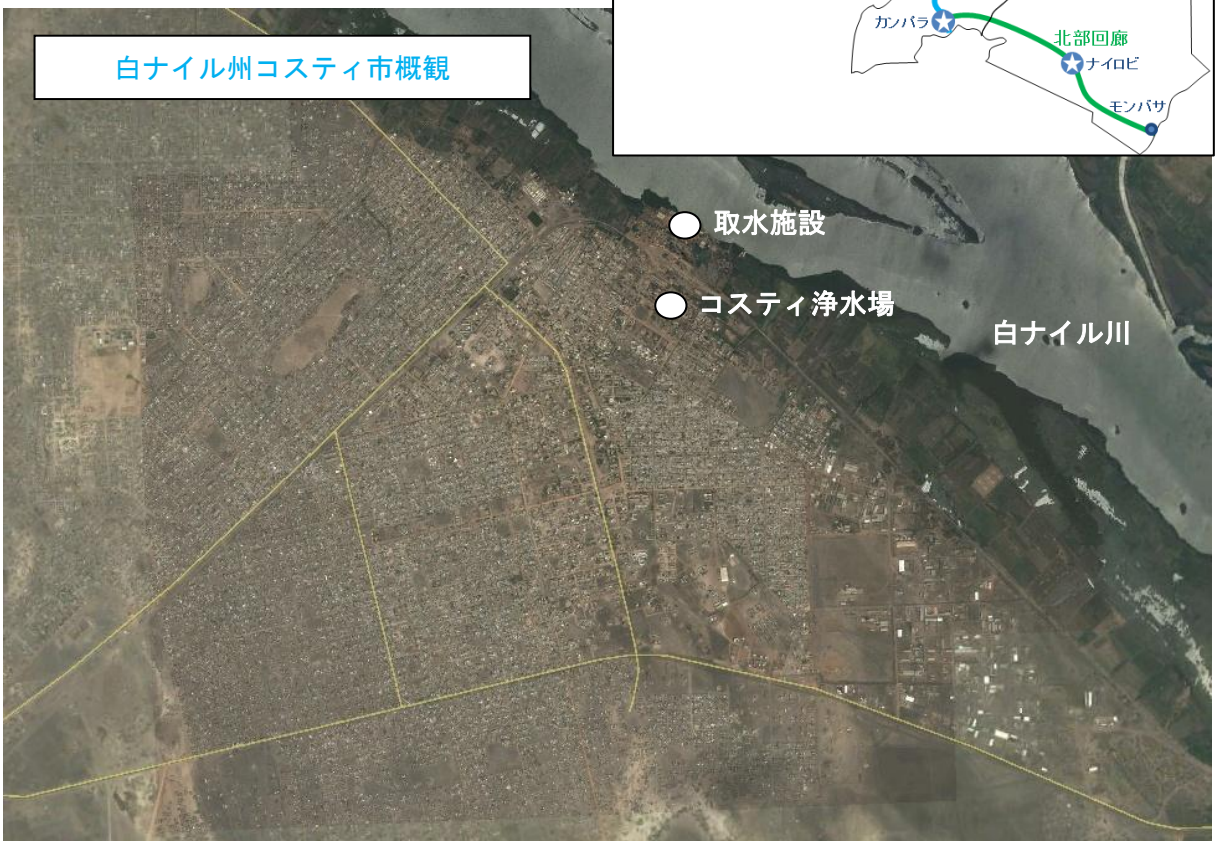 カンパラ
北部回廊
ナイロビ
モンバサ
白ナイル州コスティ市概観
取水施設
コスティ浄水場
白ナイル川